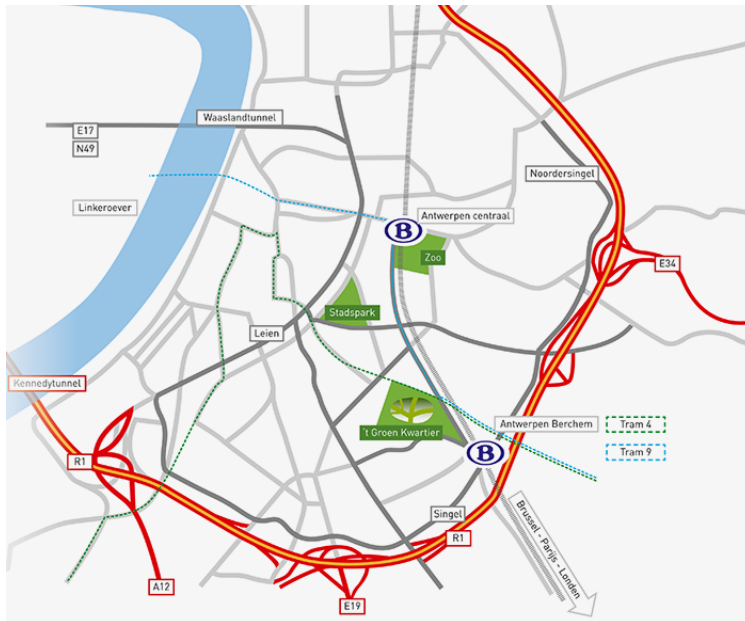 Waaslandtunnel
E17
N49
Noordersingel
Linkeroever
Antwerpen centraal
B
Zoo
E34
Stadspark
Leien
Kennedytunnel
't Groen Kwartier
Antwerpen Berchem
Tram 4
B
Tram 9
R1
Singel
R1
Brussel - Parijs - Londen
A12
E19